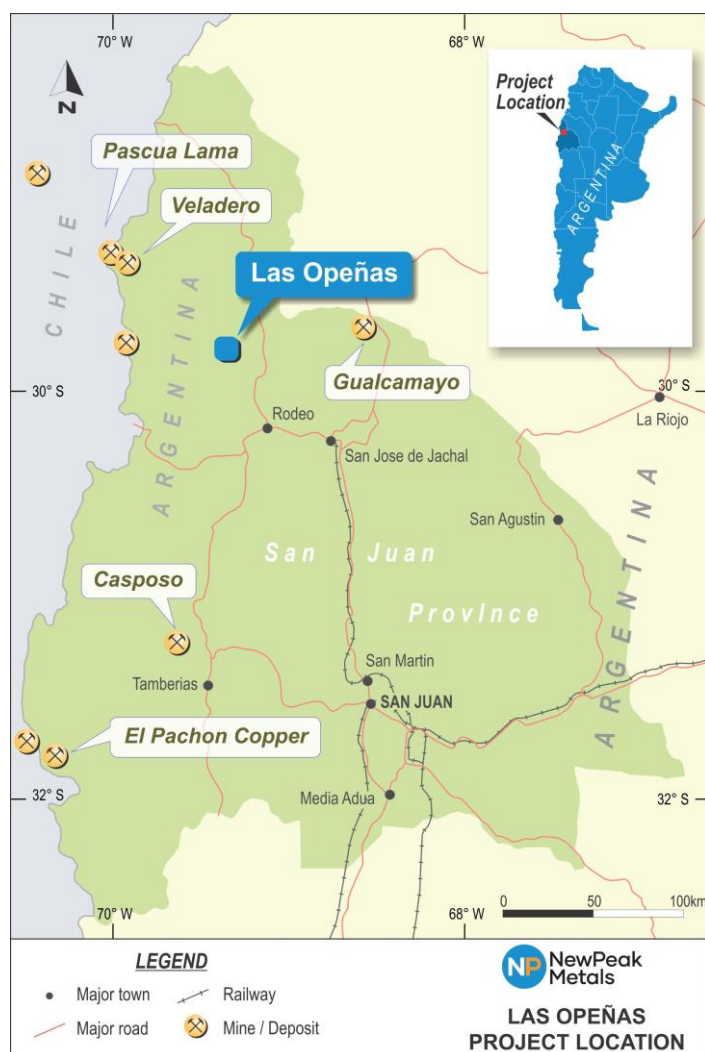 70° W
68° W
N
Project
Location
ARGENTINA
Pascua Lama
Veladero
CHILE
Las Opeñas
ARGENTINA
Gualcamayo
30° S
30° S
Rodeo
La Riojo
San Jose de Jachal
San Agustin
San Juan
Province
Casposo
ARGENTINA
San Martin
Tamberias
SAN JUAN
El Pachon Copper
32° S
Media Adua
32° S
0 50 100km
70° W
68° W
LEGEND
Major town
Railway
Major road
Mine / Deposit
NP NewPeak
Metals
LAS OPEÑAS
PROJECT LOCATION